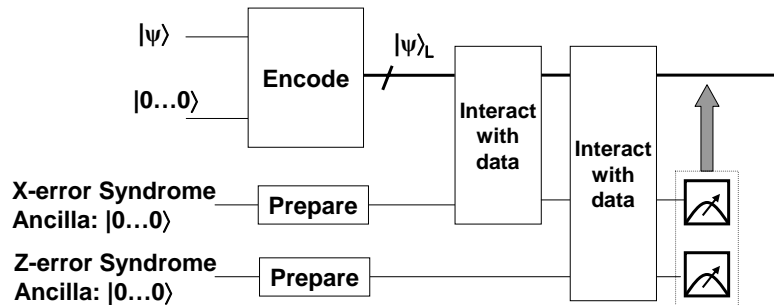 |ψ⟩
|0…0⟩
Encode
|ψ⟩L
Interact
with
data
Interact
with
data
X-error Syndrome
Ancilla: |0…0⟩
Prepare
Z-error Syndrome
Ancilla: |0…0⟩
Prepare